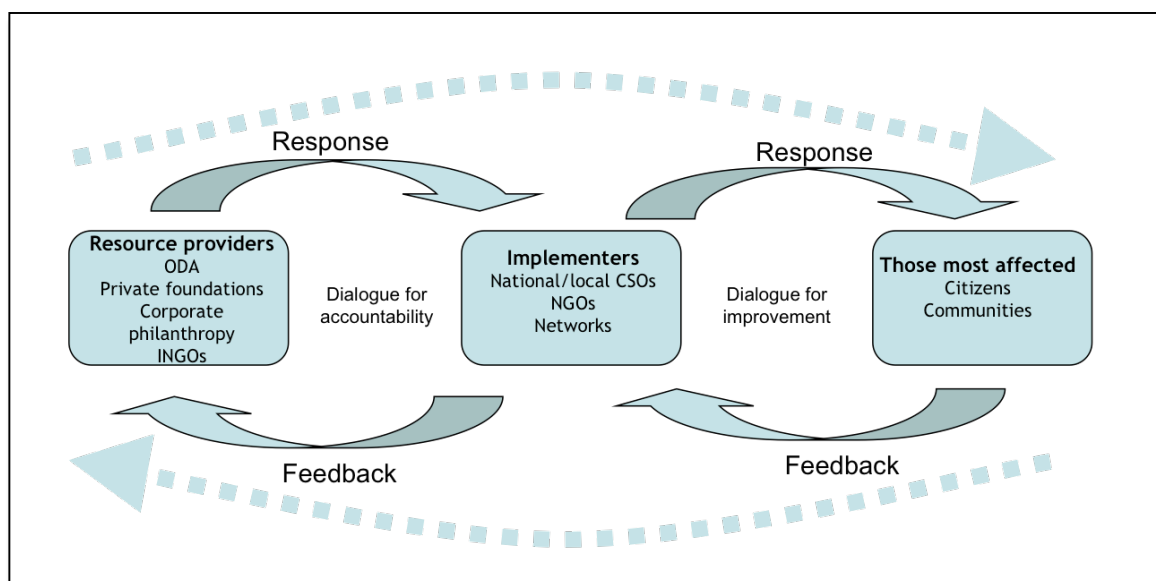 Response
Response
Resource providers
ODA
Private foundations
Corporate
philanthropy
INGOs
Dialogue for
accountability
Implementers
National/local CSOs
NGOs
Networks
Dialogue for
improvement
Those most affected
Citizens
Communities
Feedback
Feedback